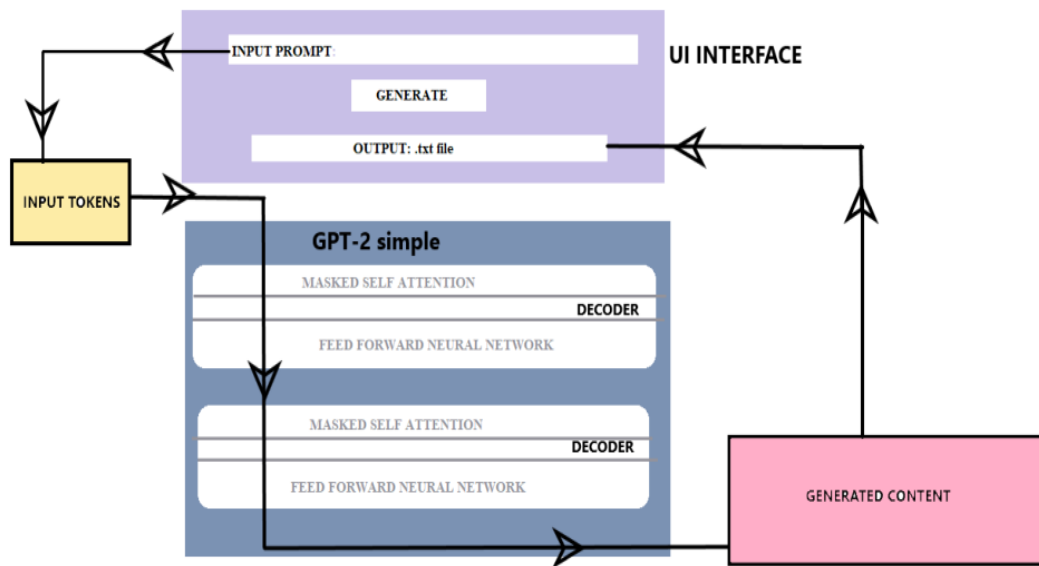 INPUT PROMPT:
UI INTERFACE
GENERATE
OUTPUT: .txt file
INPUT TOKENS
GPT-2 simple
MASKED SELF ATTENTION
DECODER
FEED FORWARD NEURAL NETWORK
MASKED SELF ATTENTION
DECODER
FEED FORWARD NEURAL NETWORK
GENERATED CONTENT